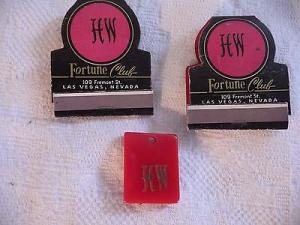 HW
Fortune Club
109 Fremont St.
LAS VEGAS, NEVADA
HW
Fortune Club
109 Fremont St.
LAS VEGAS, NEVADA
HW